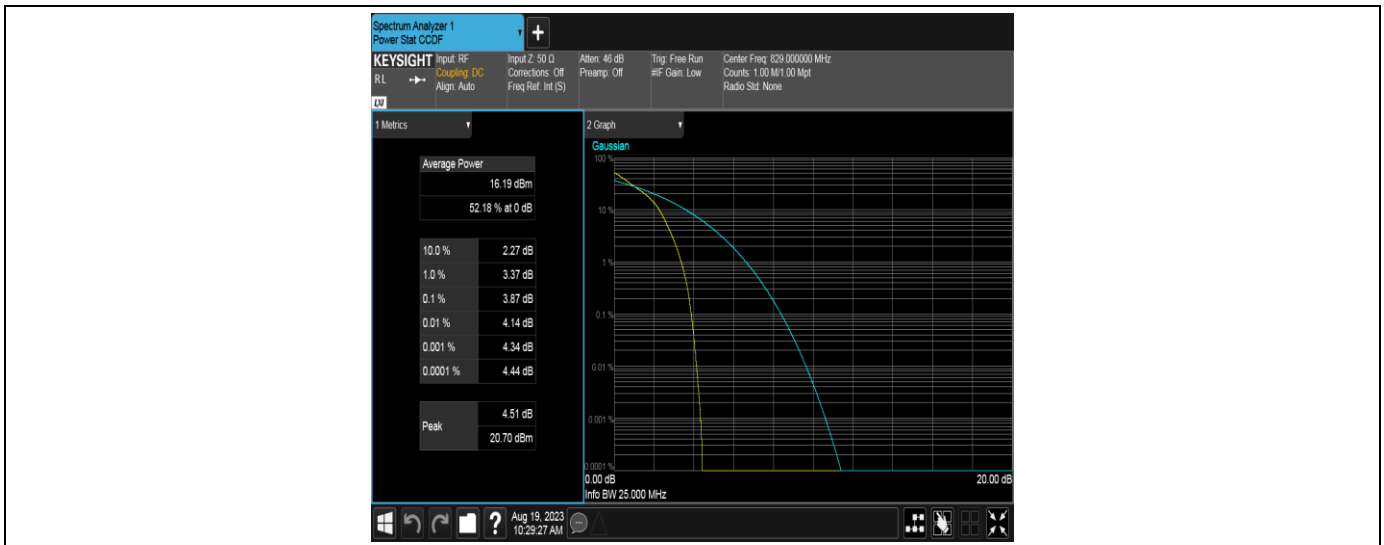 Spectrum Analyzer 1
Power Stat CCDF
+
KEYSIGHT
Input: RF
Coupling: DC
Align: Auto
RL
LXI
Input Z: 50 Ω
Corrections: Off
Freq Ref: Int (S)
Atten: 46 dB
Preamp: Off
Trig: Free Run
#IF Gain: Low
Center Freq: 829.000000 MHz
Counts: 1.00 M/1.00 Mpt
Radio Std: None
1 Metrics
Average Power
16.19 dBm
52.18 % at 0 dB
10.0 % 2.27 dB
1.0 % 3.37 dB
0.1 % 3.87 dB
0.01 % 4.14 dB
0.001 % 4.34 dB
0.0001 % 4.44 dB
Peak
4.51 dB
20.70 dBm
2 Graph
Gaussian
100 %
10 %
1 %
0.1 %
0.01 %
0.001 %
0.0001 %
0.00 dB
20.00 dB
Info BW 25.000 MHz
?
Aug 19, 2023
10:29:27 AM